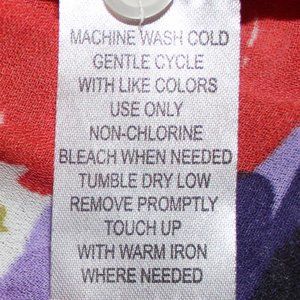 MACHINE WASH COLD
GENTLE CYCLE
WITH LIKE COLORS
USE ONLY
NON-CHLORINE
BLEACH WHEN NEEDED
TUMBLE DRY LOW
REMOVE PROMPTLY
TOUCH UP
WITH WARM IRON
WHERE NEEDED